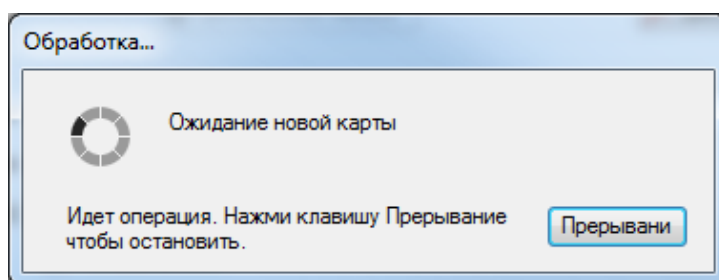 Обработка...
Ожидание новой карты
Идет операция. Нажми клавишу Прерывание
чтобы остановить.
Прерывани